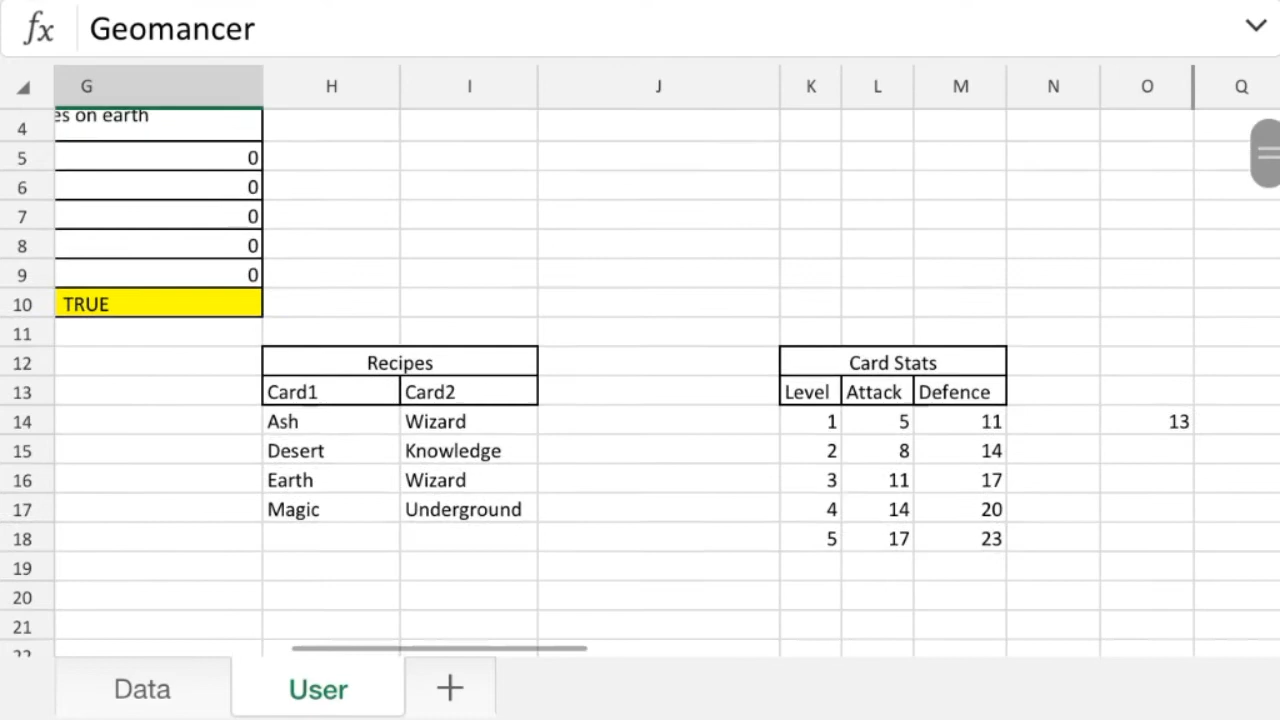 fx Geomancer
G H I J K L M N O Q
4 es on earth
5 0
6 0
7 0
8 0
9 0
10 TRUE
11
12 Recipes Card Stats
13 Card1 Card2 Level Attack Defence
14 Ash Wizard 1 5 11 13
15 Desert Knowledge 2 8 14
16 Earth Wizard 3 11 17
17 Magic Underground 4 14 20
18 5 17 23
19
20
21
22
Data User +